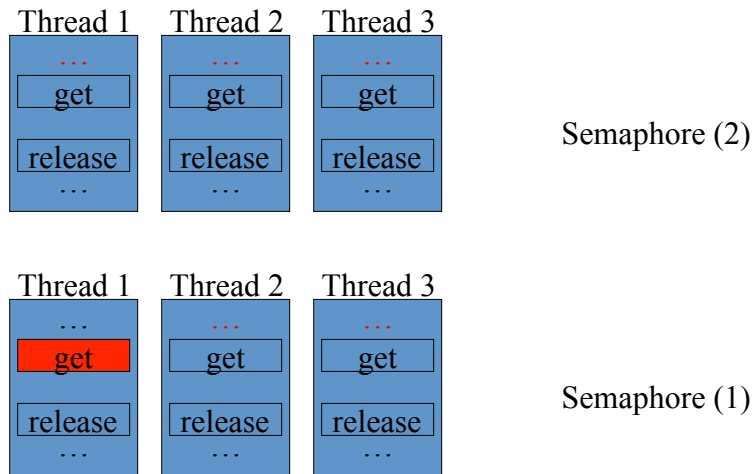 Thread 1 Thread 2 Thread 3
... ... ...
get get get
Semaphore (2)
release release release
... ... ...
Thread 1 Thread 2 Thread 3
... ... ...
get get get
Semaphore (1)
release release release
... ... ...